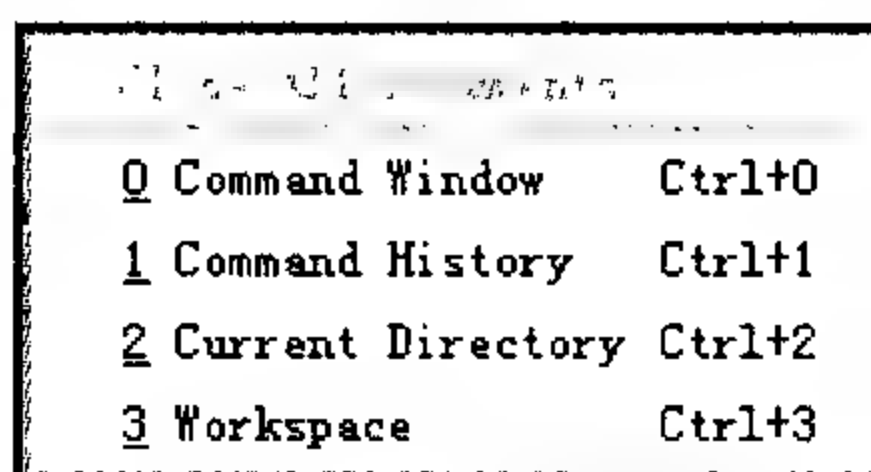 0 Command Window Ctrl+0
1 Command History Ctrl+1
2 Current Directory Ctrl+2
3 Workspace Ctrl+3